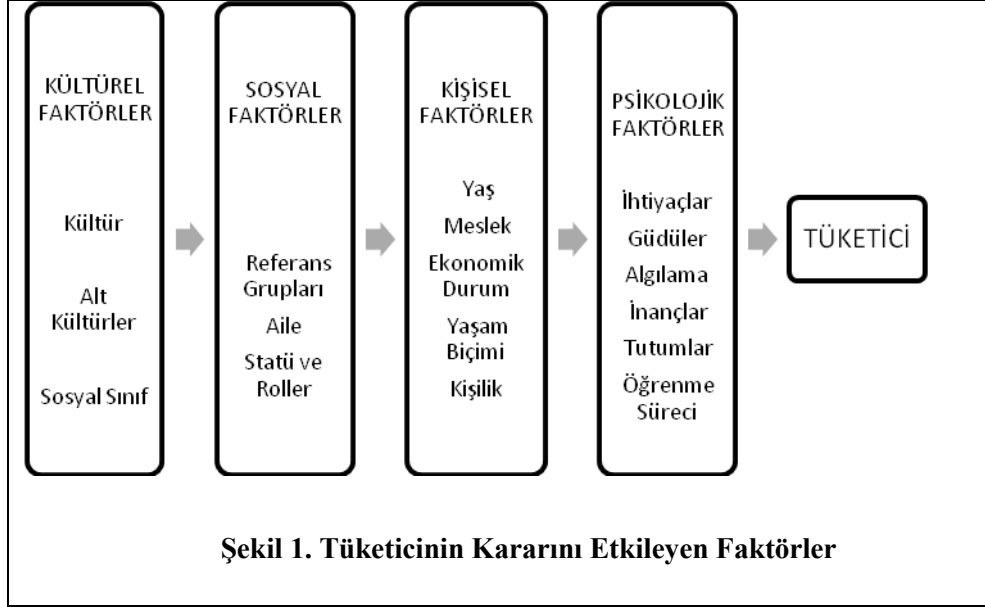 KÜLTÜREL
FAKTÖRLER
Kültür
Alt
Kültürler
Sosyal Sınıf
SOSYAL
FAKTÖRLER
Referans
Grupları
Aile
Statü ve
Roller
KİŞİSEL
FAKTÖRLER
Yaş
Meslek
Ekonomik
Durum
Yaşam
Biçimi
Kişilik
PSİKOLOJİK
FAKTÖRLER
İhtiyaçlar
Güdüler
Algılama
İnançlar
Tutumlar
Öğrenme
Süreci
TÜKETİCİ
Şekil 1. Tüketicinin Kararını Etkileyen Faktörler